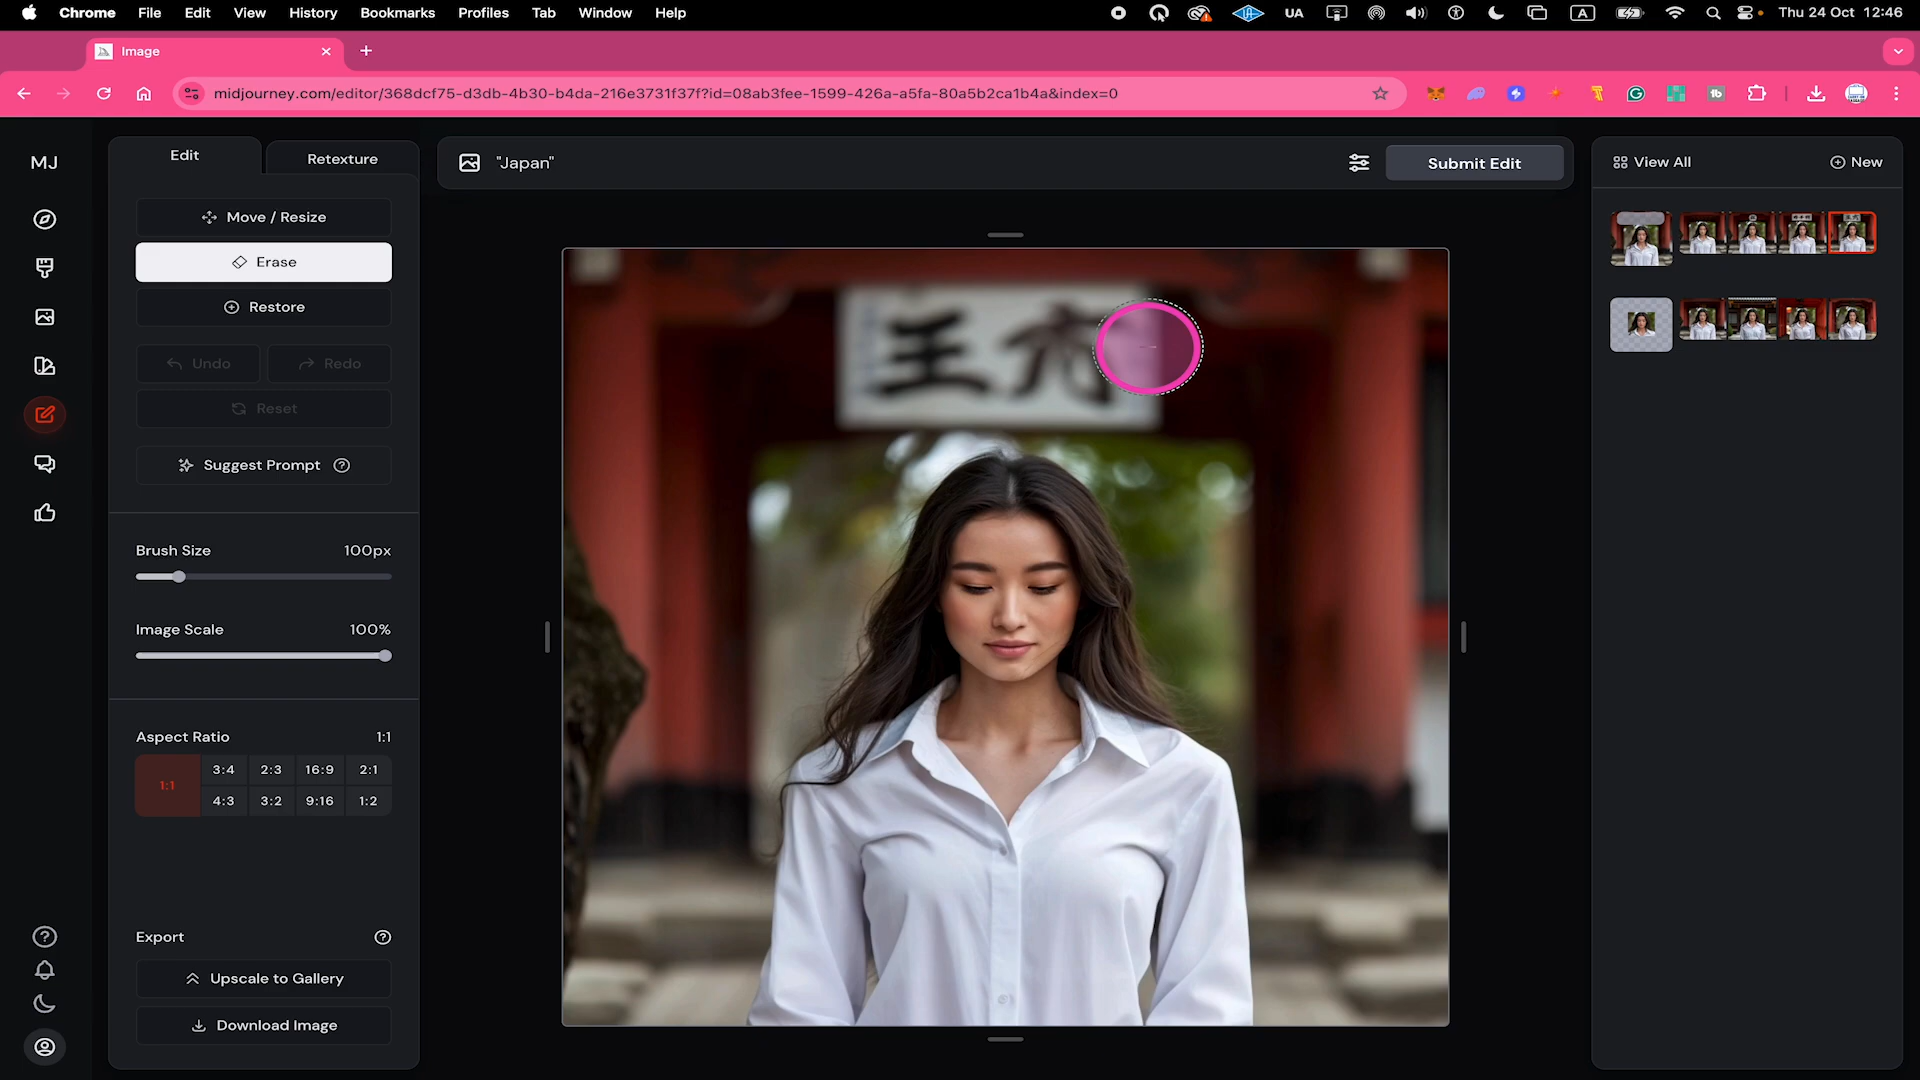 Chrome File Edit View History Bookmarks Profiles Tab Window Help
UA
A
Thu 24 Oct 12:46
Image
midjourney.com/editor/368dcf75-d3db-4b30-b4da-216e3731f37f?id=08ab3fee-1599-426a-a5fa-80a5b2ca1b4a&index=0
MJ
Edit
Retexture
"Japan"
Submit Edit
View All
New
Move / Resize
Erase
Restore
Undo
Redo
Reset
Suggest Prompt
Brush Size 100px
Image Scale 100%
Aspect Ratio 1:1
1:1
3:4 2:3 16:9 2:1
4:3 3:2 9:16 1:2
Export
Upscale to Gallery
Download Image